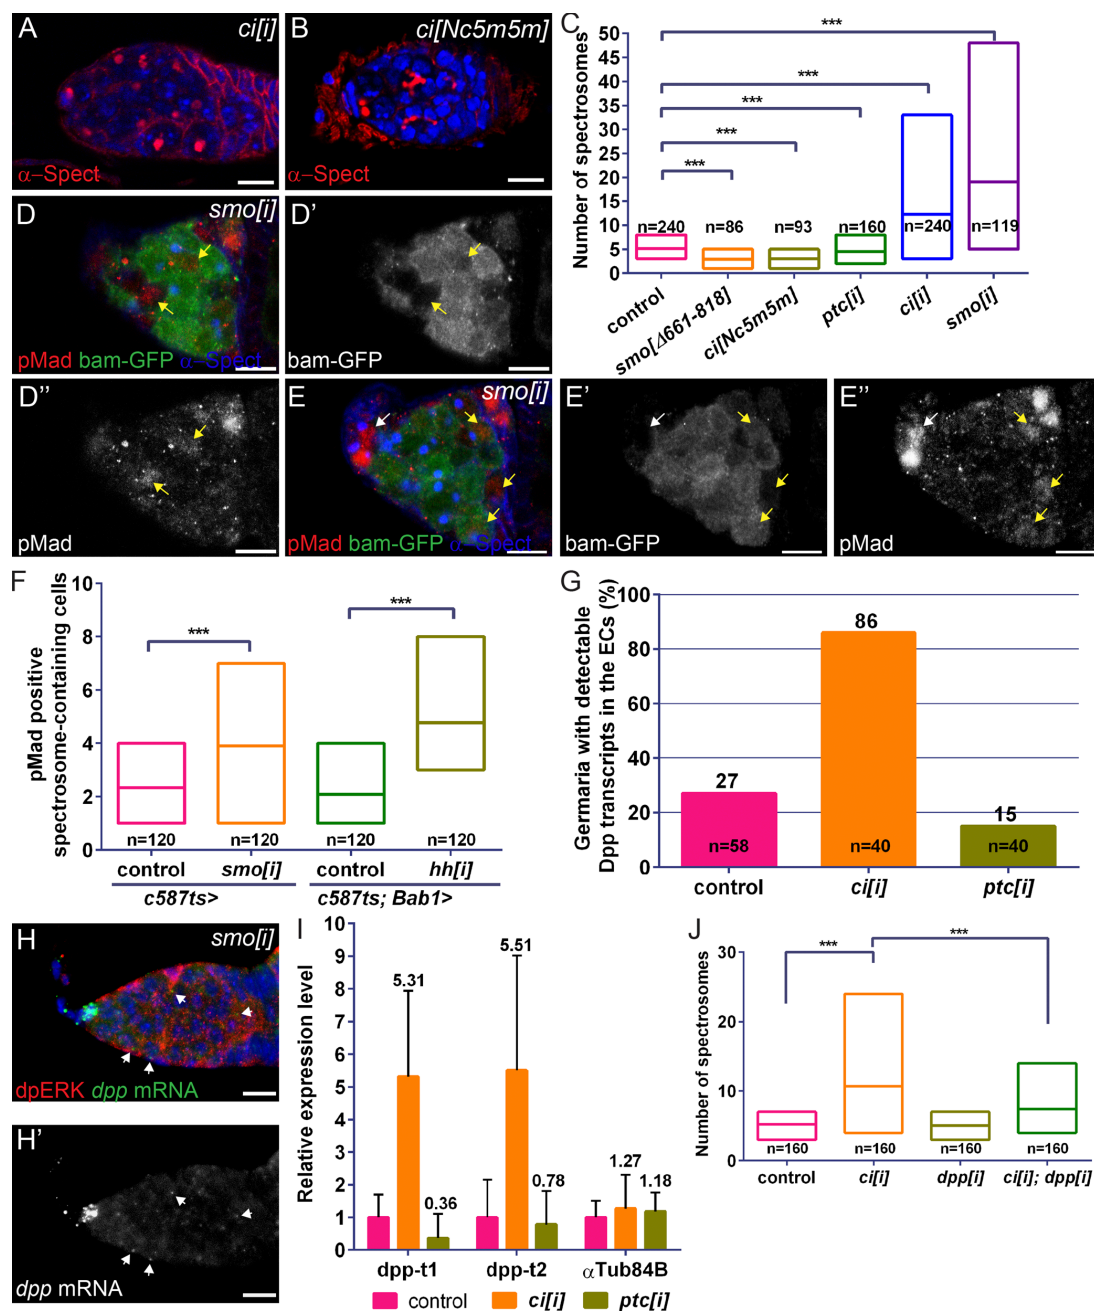 A
ci[i]
α–Spect
B
ci[Nc5m5m]
α–Spect
C
Number of spectrosomes
50
45
40
35
30
25
20
15
10
5
0
***
***
***
***
***
n=240
n=86
n=93
n=160
n=240
n=119
control
smo[Δ661-818]
ci[Nc5m5m]
ptc[i]
ci[i]
smo[i]
D
smo[i]
pMad bam-GFP α–Spect
D'
bam-GFP
D''
pMad
E
smo[i]
pMad bam-GFP α–Spect
E'
bam-GFP
E''
pMad
F
pMad positive
spectrosome-containing cells
10
8
6
4
2
0
***
***
n=120
n=120
n=120
n=120
control
smo[i]
control
hh[i]
c587ts>
c587ts; Bab1>
G
Germaria with detectable
Dpp transcripts in the ECs (%)
100
80
60
40
20
0
27
86
15
n=58
n=40
n=40
control
ci[i]
ptc[i]
H
smo[i]
dpERK dpp mRNA
H'
dpp mRNA
I
Relative expression level
10
9
8
7
6
5
4
3
2
1
0
5.31
0.36
5.51
0.78
1.27
1.18
dpp-t1
dpp-t2
αTub84B
control
ci[i]
ptc[i]
J
Number of spectrosomes
30
20
10
0
***
***
n=160
n=160
n=160
n=160
control
ci[i]
dpp[i]
ci[i]; dpp[i]